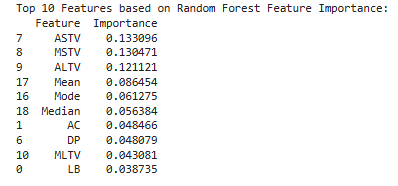 Top 10 Features based on Random Forest Feature Importance:
Feature Importance
7 ASTV 0.133096
8 MSTV 0.130471
9 ALTV 0.121121
17 Mean 0.086454
16 Mode 0.061275
18 Median 0.056384
1 AC 0.048466
6 DP 0.048079
10 MLTV 0.043081
0 LB 0.038735